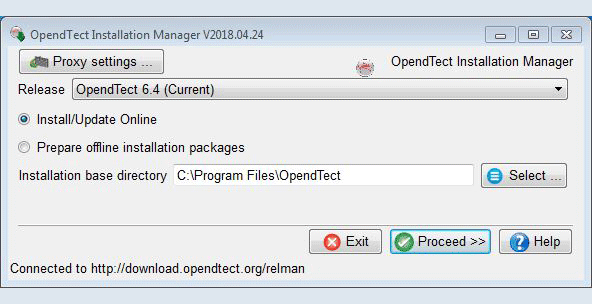 OpendTect Installation Manager V2018.04.24
Proxy settings ...
OpendTect Installation Manager
Release OpendTect 6.4 (Current)
Install/Update Online
Prepare offline installation packages
Installation base directory C:\Program Files\OpendTect Select ...
Exit Proceed >> Help
Connected to http://download.opendtect.org/relman